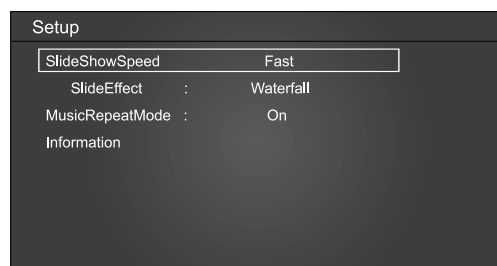 Setup
SlideShowSpeed Fast
SlideEffect : Waterfall
MusicRepeatMode : On
Information